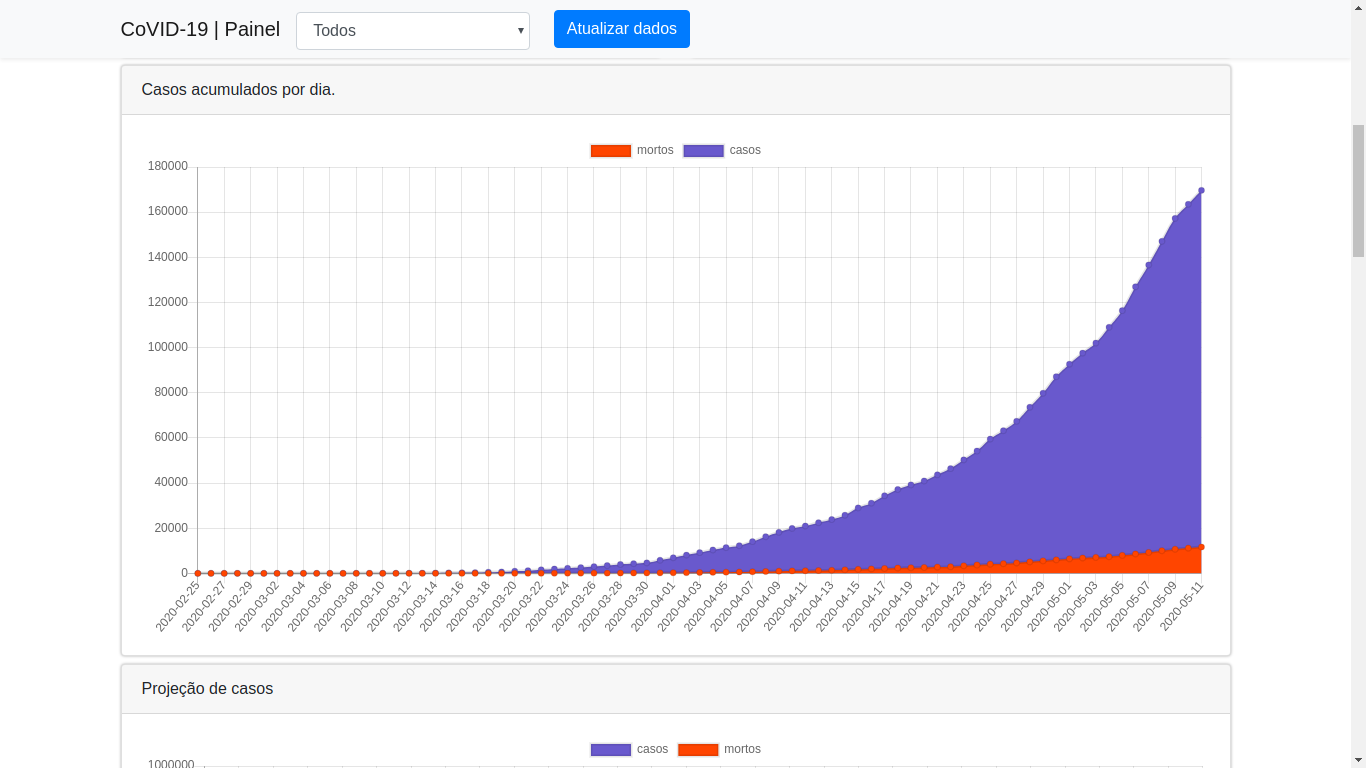 CoVID-19 | Painel Todos Atualizar dados
Casos acumulados por dia.
mortos casos
180000
160000
140000
120000
100000
80000
60000
40000
20000
0
2020-02-25 2020-02-27 2020-02-29 2020-03-02 2020-03-04 2020-03-06 2020-03-08 2020-03-10 2020-03-12 2020-03-14 2020-03-16 2020-03-18 2020-03-20 2020-03-22 2020-03-24 2020-03-26 2020-03-28 2020-03-30 2020-04-01 2020-04-03 2020-04-05 2020-04-07 2020-04-09 2020-04-11 2020-04-13 2020-04-15 2020-04-17 2020-04-19 2020-04-21 2020-04-23 2020-04-25 2020-04-27 2020-04-29 2020-05-01 2020-05-03 2020-05-05 2020-05-07 2020-05-09 2020-05-11
Projeção de casos
casos mortos
1000000